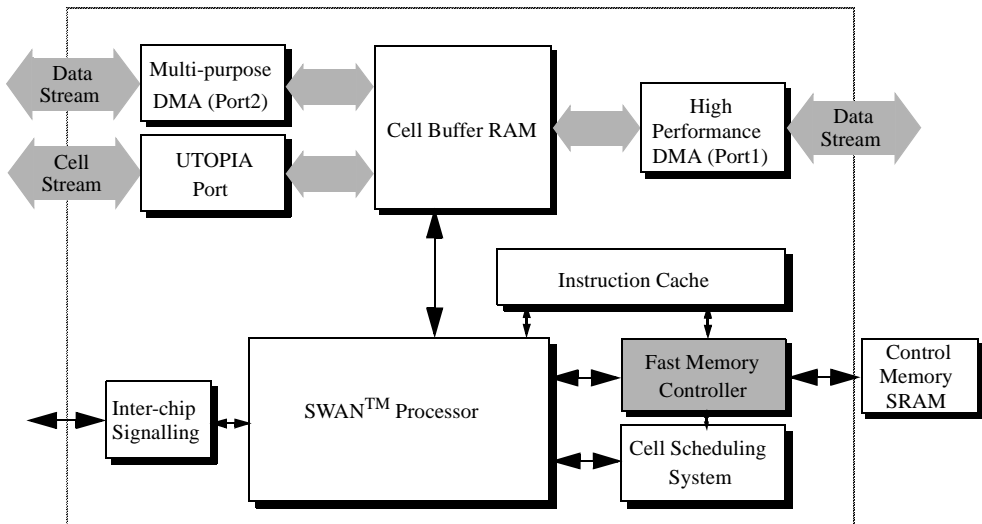 Data
Stream
Multi-purpose
DMA (Port2)
Cell Buffer RAM
High
Performance
DMA (Port1)
Data
Stream
Cell
Stream
UTOPIA
Port
Instruction Cache
Fast Memory
Controller
Control
Memory
SRAM
Inter-chip
Signalling
SWAN™ Processor
Cell Scheduling
System